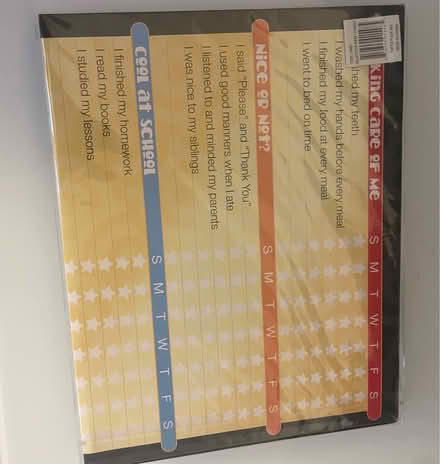 king Care of Me S M T W T F S
hed my teeth
I washed my hands before every meal
I finished my food at every meal
I went to bed on time
Nice or Not? S M T W T F S
I said "Please" and "Thank You"
I used good manners when I ate
I listened to and minded my parents
I was nice to my siblings
Cool at School S M T W T F S
I finished my homework
I read my books
I studied my lessons